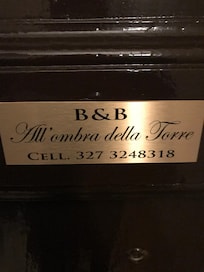 B&B
All'ombra della Torre
CELL. 327 3248318